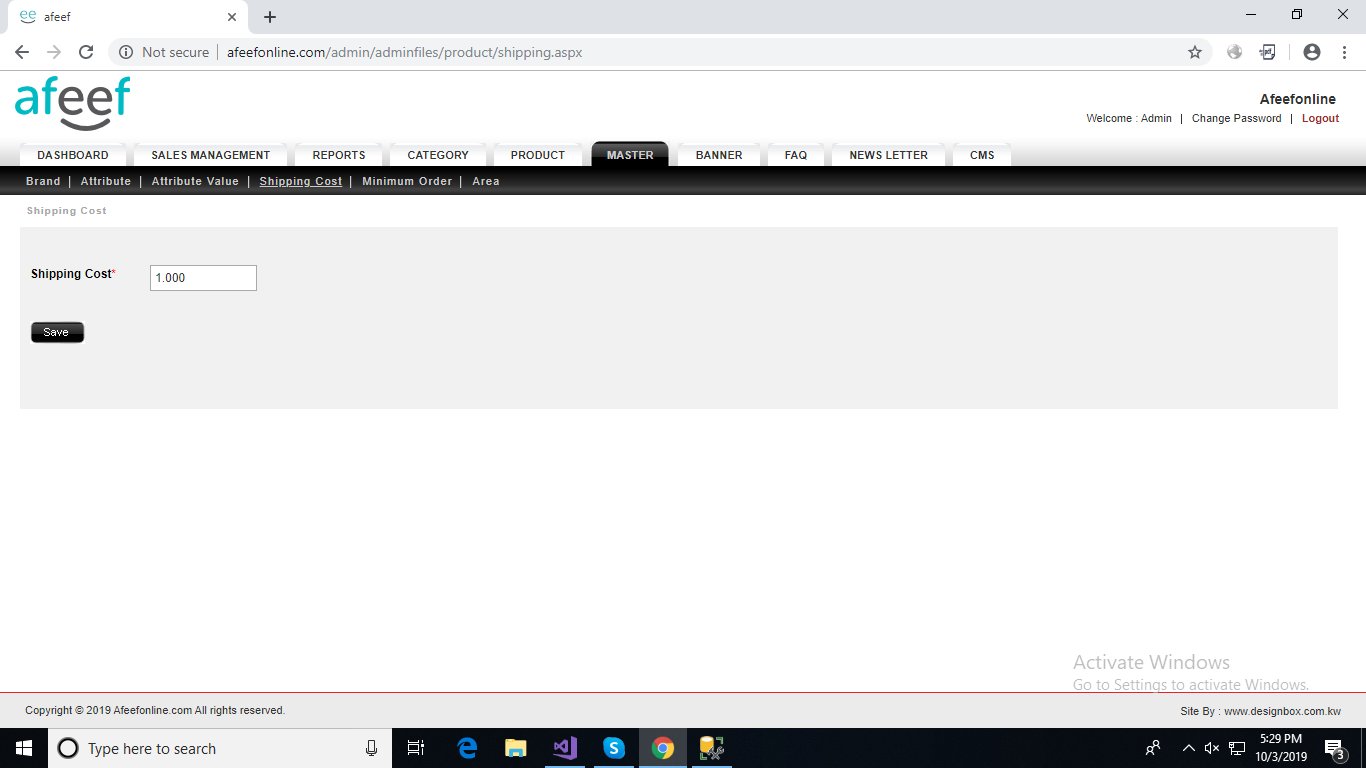 afeef
Not secure
afeefonline.com/admin/adminfiles/product/shipping.aspx
afeef
Afeefonline
Welcome : Admin | Change Password | Logout
DASHBOARD SALES MANAGEMENT REPORTS CATEGORY PRODUCT MASTER BANNER FAQ NEWS LETTER CMS
Brand | Attribute | Attribute Value | Shipping Cost | Minimum Order | Area
Shipping Cost
Shipping Cost* 1.000
Save
Activate Windows
Go to Settings to activate Windows.
Copyright © 2019 Afeefonline.com All rights reserved.
Site By : www.designbox.com.kw
Type here to search
5:29 PM
10/3/2019
3